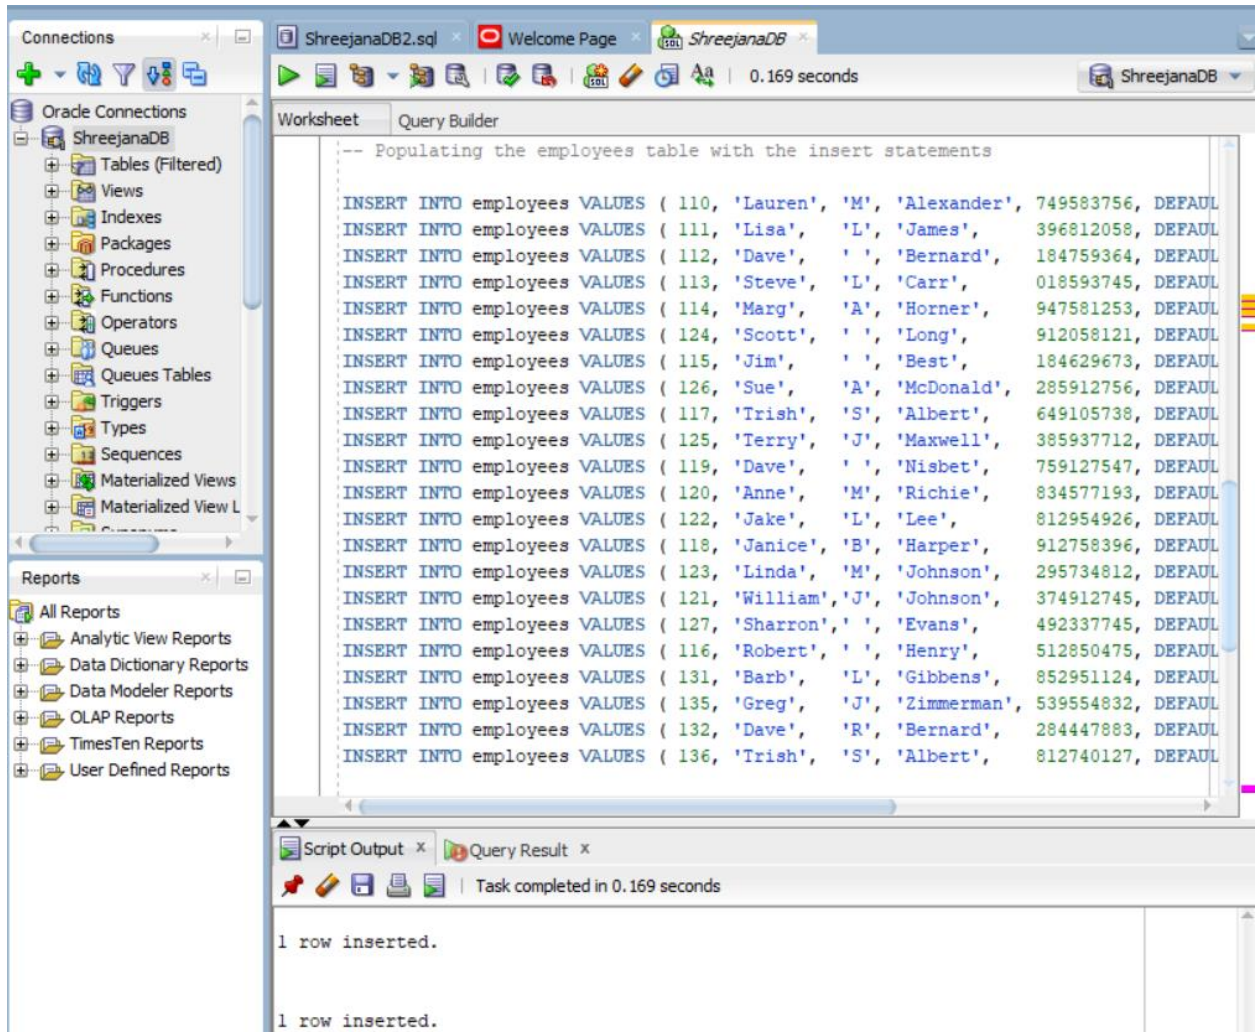 Connections
ShreejanaDB2.sql
Welcome Page
ShreejanaDB
0.169 seconds
ShreejanaDB
Oracle Connections
ShreejanaDB
Tables (Filtered)
Views
Indexes
Packages
Procedures
Functions
Operators
Queues
Queues Tables
Triggers
Types
Sequences
Materialized Views
Materialized View L
Reports
All Reports
Analytic View Reports
Data Dictionary Reports
Data Modeler Reports
OLAP Reports
TimesTen Reports
User Defined Reports
Worksheet
Query Builder
-- Populating the employees table with the insert statements
INSERT INTO employees VALUES ( 110, 'Lauren', 'M', 'Alexander', 749583756, DEFAUL
INSERT INTO employees VALUES ( 111, 'Lisa', 'L', 'James', 396812058, DEFAUL
INSERT INTO employees VALUES ( 112, 'Dave', ' ', 'Bernard', 184759364, DEFAUL
INSERT INTO employees VALUES ( 113, 'Steve', 'L', 'Carr', 018593745, DEFAUL
INSERT INTO employees VALUES ( 114, 'Marg', 'A', 'Horner', 947581253, DEFAUL
INSERT INTO employees VALUES ( 124, 'Scott', ' ', 'Long', 912058121, DEFAUL
INSERT INTO employees VALUES ( 115, 'Jim', ' ', 'Best', 184629673, DEFAUL
INSERT INTO employees VALUES ( 126, 'Sue', 'A', 'McDonald', 285912756, DEFAUL
INSERT INTO employees VALUES ( 117, 'Trish', 'S', 'Albert', 649105738, DEFAUL
INSERT INTO employees VALUES ( 125, 'Terry', 'J', 'Maxwell', 385937712, DEFAUL
INSERT INTO employees VALUES ( 119, 'Dave', ' ', 'Nisbet', 759127547, DEFAUL
INSERT INTO employees VALUES ( 120, 'Anne', 'M', 'Richie', 834577193, DEFAUL
INSERT INTO employees VALUES ( 122, 'Jake', 'L', 'Lee', 812954926, DEFAUL
INSERT INTO employees VALUES ( 118, 'Janice', 'B', 'Harper', 912758396, DEFAUL
INSERT INTO employees VALUES ( 123, 'Linda', 'M', 'Johnson', 295734812, DEFAUL
INSERT INTO employees VALUES ( 121, 'William','J', 'Johnson', 374912745, DEFAUL
INSERT INTO employees VALUES ( 127, 'Sharron',' ', 'Evans', 492337745, DEFAUL
INSERT INTO employees VALUES ( 116, 'Robert', ' ', 'Henry', 512850475, DEFAUL
INSERT INTO employees VALUES ( 131, 'Barb', 'L', 'Gibbens', 852951124, DEFAUL
INSERT INTO employees VALUES ( 135, 'Greg', 'J', 'Zimmerman', 539554832, DEFAUL
INSERT INTO employees VALUES ( 132, 'Dave', 'R', 'Bernard', 284447883, DEFAUL
INSERT INTO employees VALUES ( 136, 'Trish', 'S', 'Albert', 812740127, DEFAUL
Script Output
Query Result
Task completed in 0.169 seconds
1 row inserted.
1 row inserted.